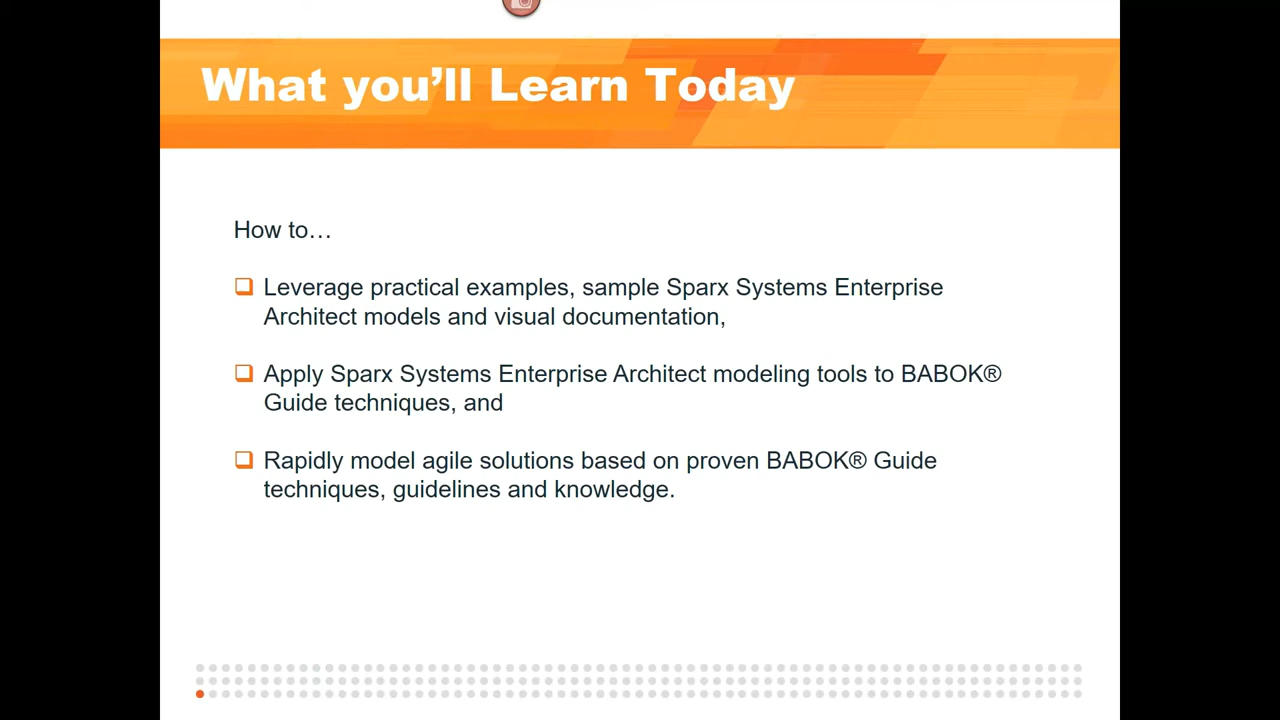 What you’ll Learn Today
How to…
Leverage practical examples, sample Sparx Systems Enterprise
Architect models and visual documentation,
Apply Sparx Systems Enterprise Architect modeling tools to BABOK®
Guide techniques, and
Rapidly model agile solutions based on proven BABOK® Guide
techniques, guidelines and knowledge.